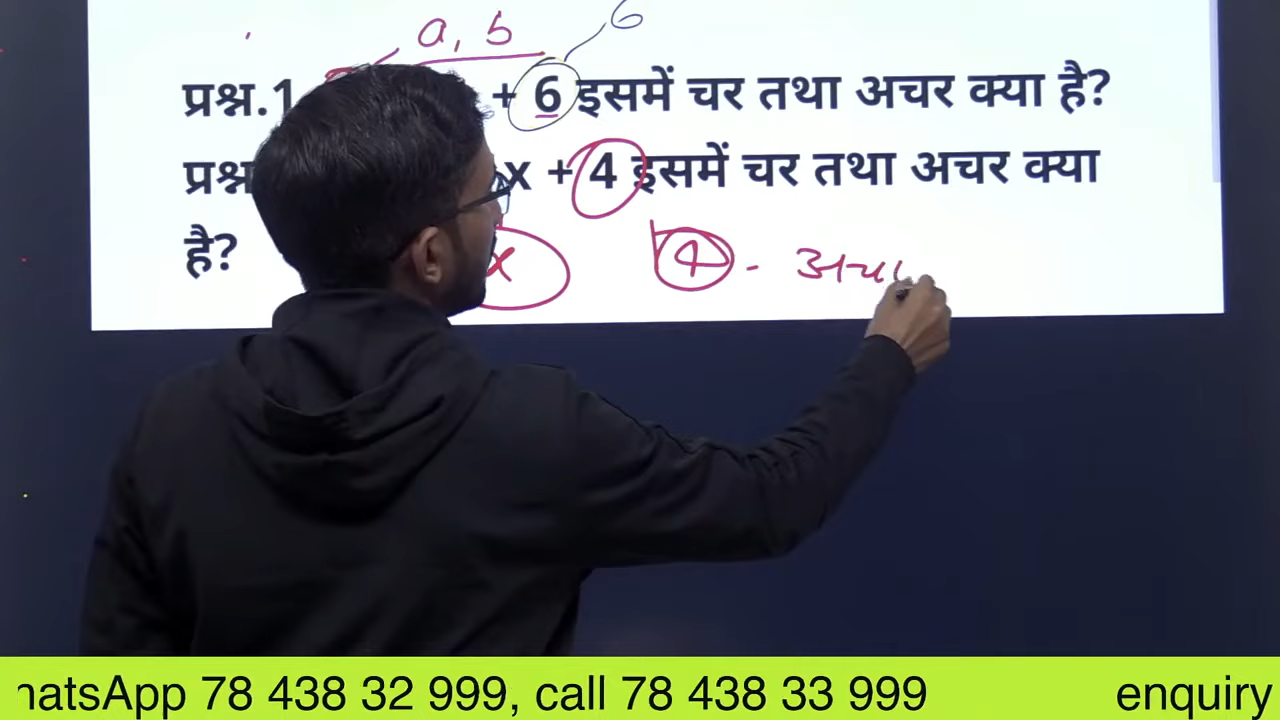 a, b
6
प्रश्न.1 + 6 इसमें चर तथा अचर क्या है?
प्रश्न x + 4 इसमें चर तथा अचर क्या
है? x 4 - अचर
hatsApp 78 438 32 999, call 78 438 33 999 enquiry